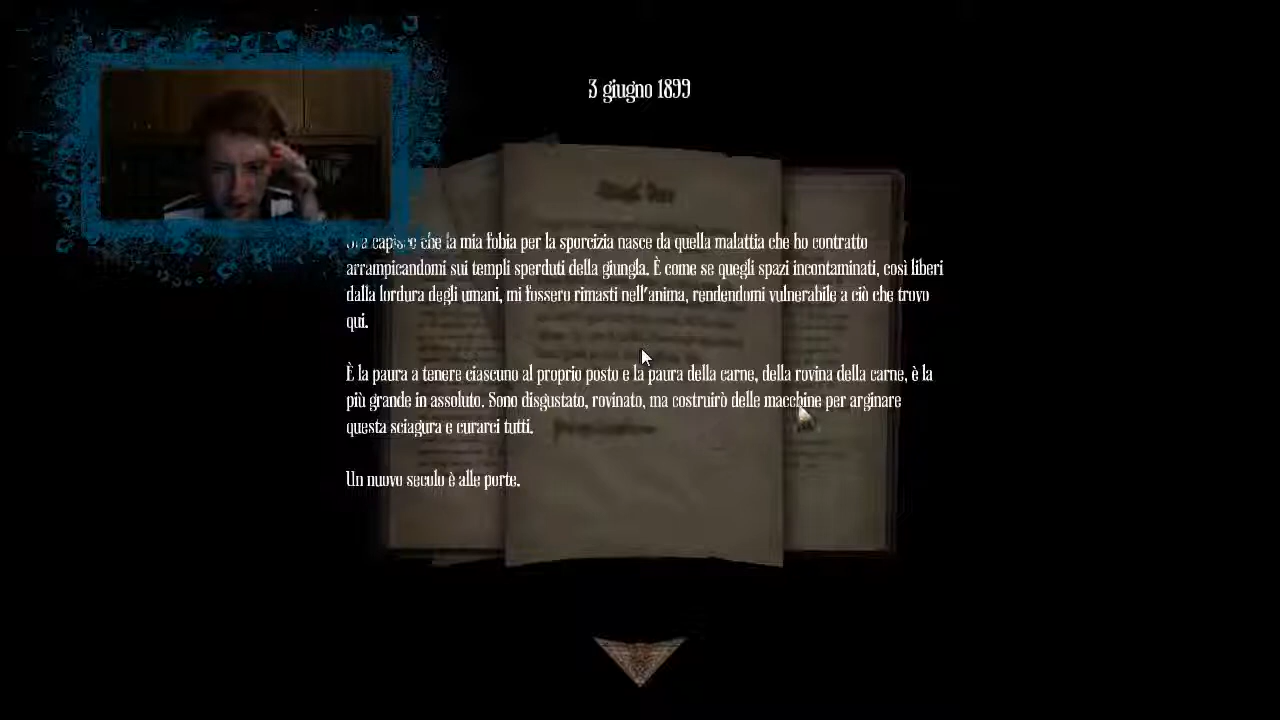 3 giugno 1899
che la mia fobia per la sporcizia nasce da quella malattia che ho contratto
arrampicandomi sui templi sperduti della giungla. È come se quegli spazi incontaminati, così liberi
dalla lordura degli umani, mi fossero rimasti nell'anima, rendendomi vulnerabile a ciò che trovo
qui.
È la paura a tenere ciascuno al proprio posto e la paura della carne, della rovina della carne, è la
più grande in assoluto. Sono disgustato, rovinato, ma costruirò delle macchine per arginare
questa sciagura e curarci tutti.
Un nuovo secolo è alle porte.